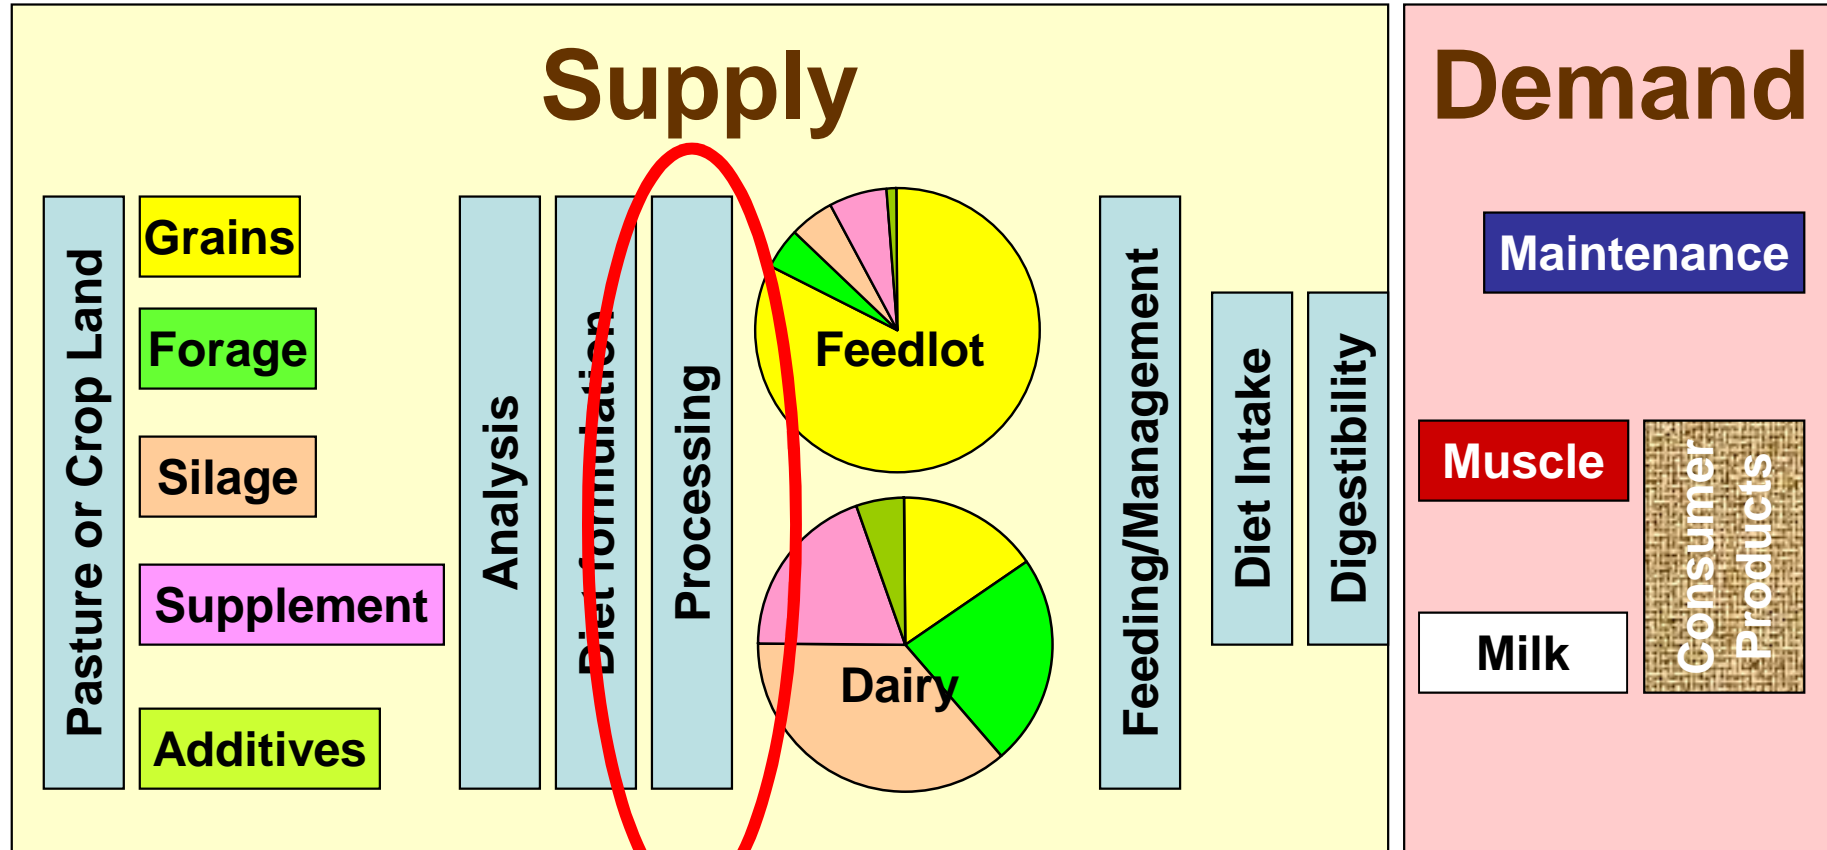 Supply
Demand
Pasture or Crop Land
Grains
Forage
Silage
Supplement
Additives
Analysis
Diet formulation
Processing
Feedlot
Dairy
Feeding/Management
Diet Intake
Digestibility
Maintenance
Muscle
Milk
Consumer
Products